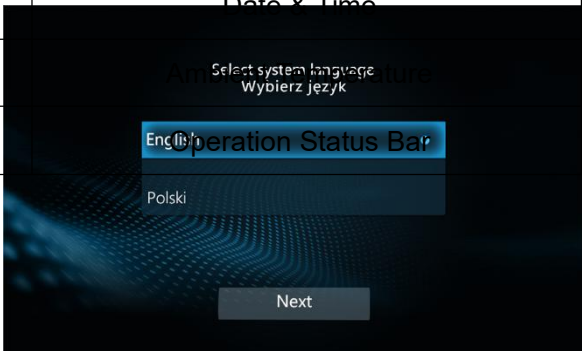 Date & Time
Select system language
Wybierz język
Ambient Temperature
English
Operation Status Bar
Polski
Next